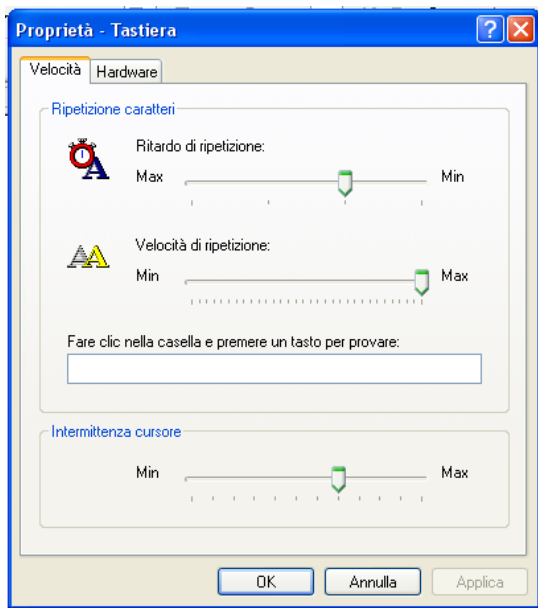 Proprietà - Tastiera
Velocità Hardware
Ripetizione caratteri
Ritardo di ripetizione:
Max Min
Velocità di ripetizione:
Min Max
Fare clic nella casella e premere un tasto per provare:
Intermittenza cursore
Min Max
OK Annulla Applica